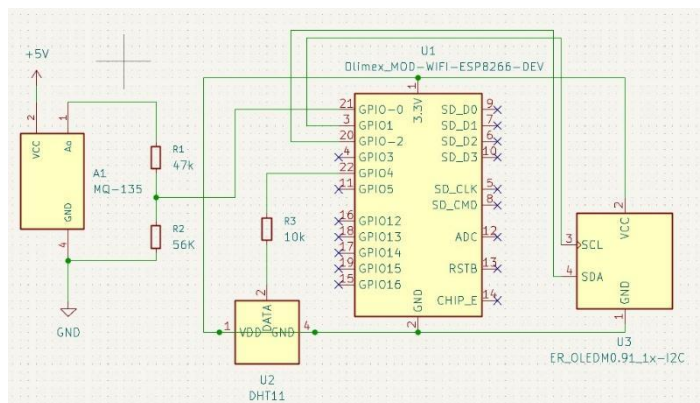 U1
Olimex_MOD-WIFI-ESP8266-DEV
+5V
2
1
VCC
Ao
GND
4
A1
MQ-135
R1
47k
R2
56K
GND
R3
10k
1
3.3V
21 GPIO-0
3 GPIO1
20 GPIO-2
4 GPIO3
22 GPIO4
11 GPIO5
16 GPIO12
18 GPIO13
17 GPIO14
19 GPIO15
15 GPIO16
SD_D0 9
SD_D1 7
SD_D2 6
SD_D3 10
SD_CLK 5
SD_CMD 8
ADC 12
RSTB 13
CHIP_E 14
GND
2
2
DATA
1 VDD GND 4
U2
DHT11
2
VCC
3 SCL
4 SDA
GND
1
U3
ER_OLEDM0.91_1x-I2C